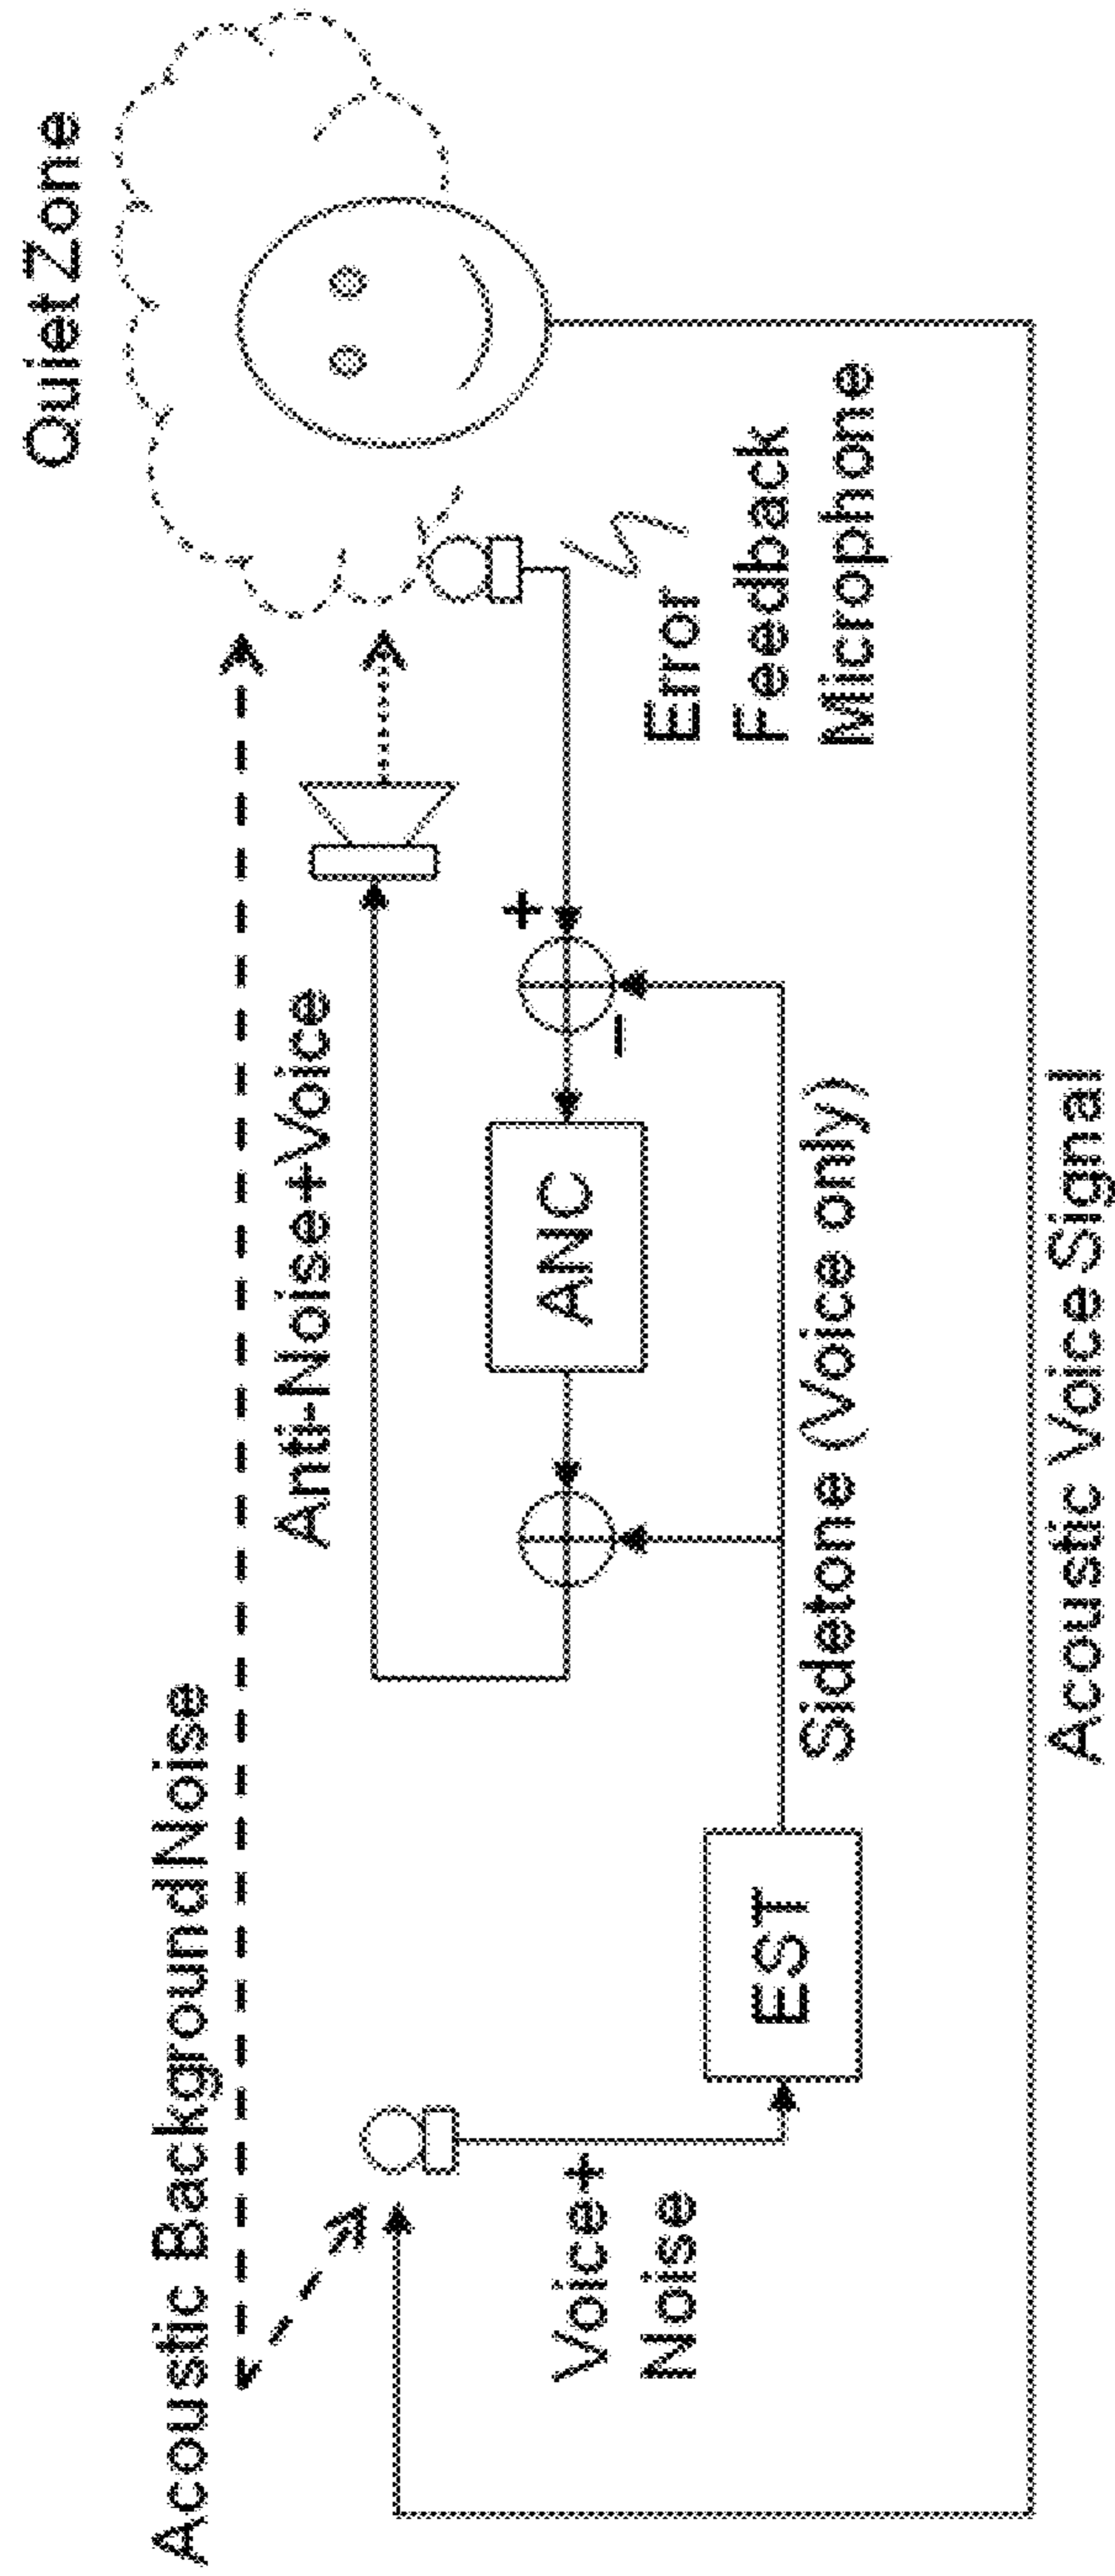 Quiet Zone
Acoustic Background Noise
Anti-Noise+Voice
+
−
ANC
Error
Feedback
Microphone
Voice+
Noise
EST
Sidetone (Voice only)
Acoustic Voice Signal